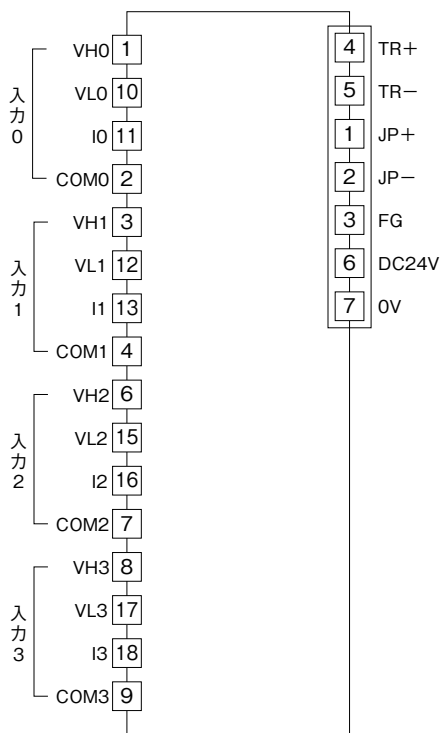 入力0
VH0 1
VL0 10
I0 11
COM0 2
入力1
VH1 3
VL1 12
I1 13
COM1 4
入力2
VH2 6
VL2 15
I2 16
COM2 7
入力3
VH3 8
VL3 17
I3 18
COM3 9
4 TR+
5 TR−
1 JP+
2 JP−
3 FG
6 DC24V
7 0V